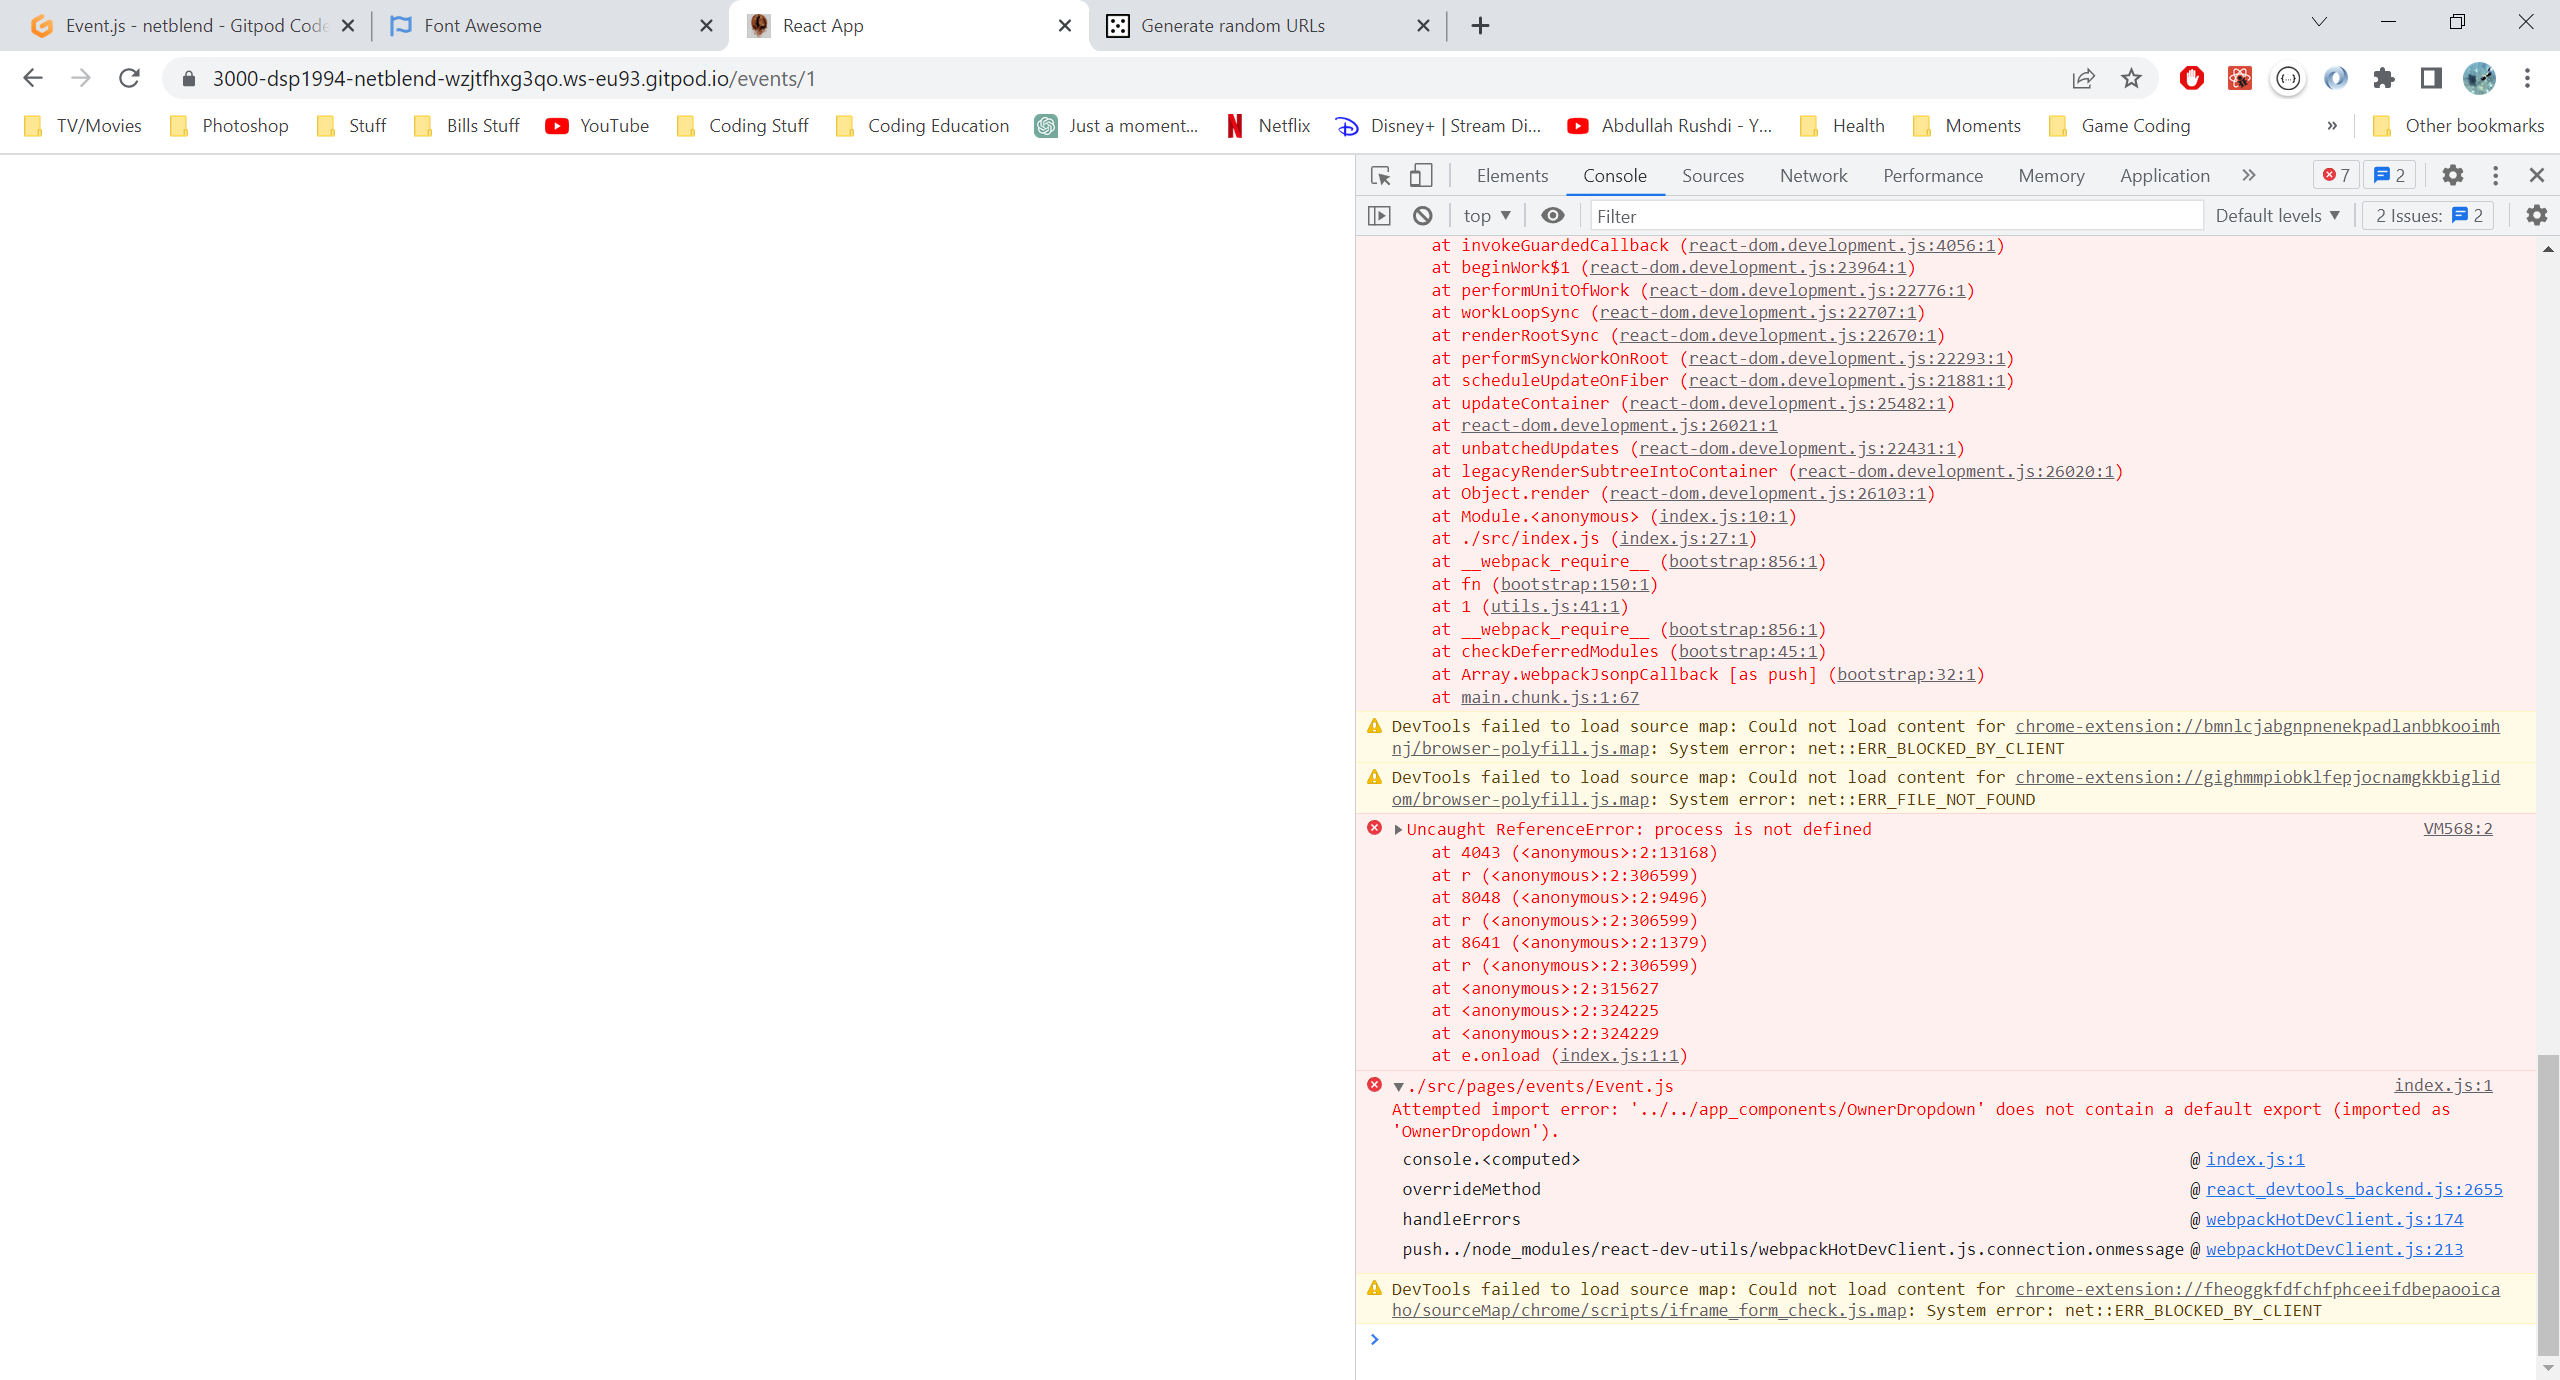 Event.js - netblend - Gitpod Code
Font Awesome
React App
Generate random URLs
3000-dsp1994-netblend-wzjtfhxg3qo.ws-eu93.gitpod.io/events/1
TV/Movies
Photoshop
Stuff
Bills Stuff
YouTube
Coding Stuff
Coding Education
Just a moment...
Netflix
Disney+ | Stream Di...
Abdullah Rushdi - Y...
Health
Moments
Game Coding
»
Other bookmarks
Elements
Console
Sources
Network
Performance
Memory
Application
»
7
2
top ▼
Filter
Default levels ▼
2 Issues: 2
at invokeGuardedCallback (react-dom.development.js:4056:1)
at beginWork$1 (react-dom.development.js:23964:1)
at performUnitOfWork (react-dom.development.js:22776:1)
at workLoopSync (react-dom.development.js:22707:1)
at renderRootSync (react-dom.development.js:22670:1)
at performSyncWorkOnRoot (react-dom.development.js:22293:1)
at scheduleUpdateOnFiber (react-dom.development.js:21881:1)
at updateContainer (react-dom.development.js:25482:1)
at react-dom.development.js:26021:1
at unbatchedUpdates (react-dom.development.js:22431:1)
at legacyRenderSubtreeIntoContainer (react-dom.development.js:26020:1)
at Object.render (react-dom.development.js:26103:1)
at Module.<anonymous> (index.js:10:1)
at ./src/index.js (index.js:27:1)
at __webpack_require__ (bootstrap:856:1)
at fn (bootstrap:150:1)
at 1 (utils.js:41:1)
at __webpack_require__ (bootstrap:856:1)
at checkDeferredModules (bootstrap:45:1)
at Array.webpackJsonpCallback [as push] (bootstrap:32:1)
at main.chunk.js:1:67
DevTools failed to load source map: Could not load content for chrome-extension://bmnlcjabgnpnenekpadlanbbkooimh
nj/browser-polyfill.js.map: System error: net::ERR_BLOCKED_BY_CLIENT
DevTools failed to load source map: Could not load content for chrome-extension://gighmmpiobklfepjocnamgkkbiglid
om/browser-polyfill.js.map: System error: net::ERR_FILE_NOT_FOUND
Uncaught ReferenceError: process is not defined VM568:2
at 4043 (<anonymous>:2:13168)
at r (<anonymous>:2:306599)
at 8048 (<anonymous>:2:9496)
at r (<anonymous>:2:306599)
at 8641 (<anonymous>:2:1379)
at r (<anonymous>:2:306599)
at <anonymous>:2:315627
at <anonymous>:2:324225
at <anonymous>:2:324229
at e.onload (index.js:1:1)
./src/pages/events/Event.js index.js:1
Attempted import error: '../../app_components/OwnerDropdown' does not contain a default export (imported as
'OwnerDropdown').
console.<computed> @ index.js:1
overrideMethod @ react_devtools_backend.js:2655
handleErrors @ webpackHotDevClient.js:174
push../node_modules/react-dev-utils/webpackHotDevClient.js.connection.onmessage @ webpackHotDevClient.js:213
DevTools failed to load source map: Could not load content for chrome-extension://fheoggkfdfchfphceeifdbepaooica
ho/sourceMap/chrome/scripts/iframe_form_check.js.map: System error: net::ERR_BLOCKED_BY_CLIENT